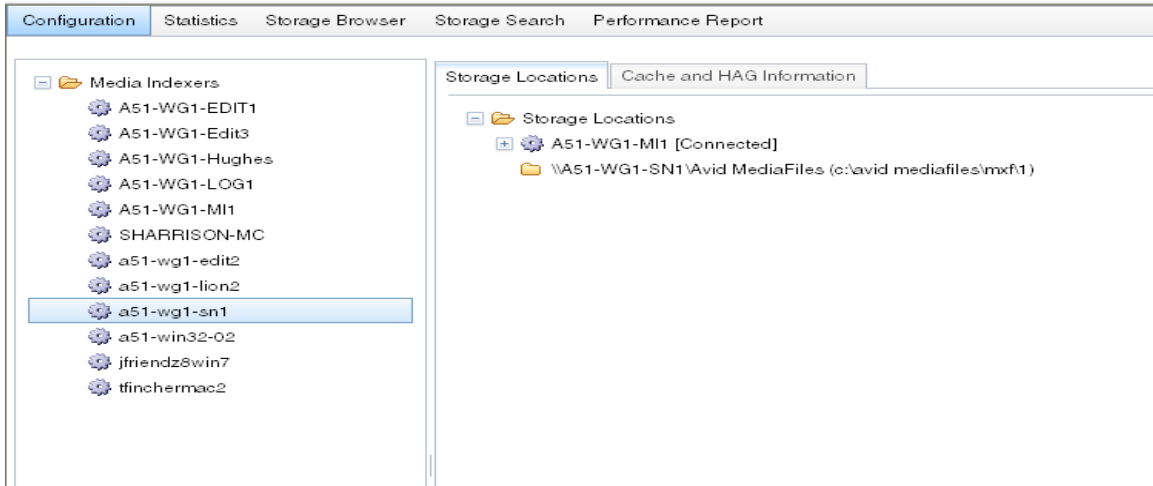 Configuration Statistics Storage Browser Storage Search Performance Report
Media Indexers
A51-WG1-EDIT1
A51-WG1-Edit3
A51-WG1-Hughes
A51-WG1-LOG1
A51-WG1-MI1
SHARRISON-MC
a51-wg1-edit2
a51-wg1-lion2
a51-wg1-sn1
a51-win32-02
jfriendz8win7
tfinchermac2
Storage Locations Cache and HAG Information
Storage Locations
A51-WG1-MI1 [Connected]
\\A51-WG1-SN1\Avid MediaFiles (c:\avid mediafiles\mxf\1)